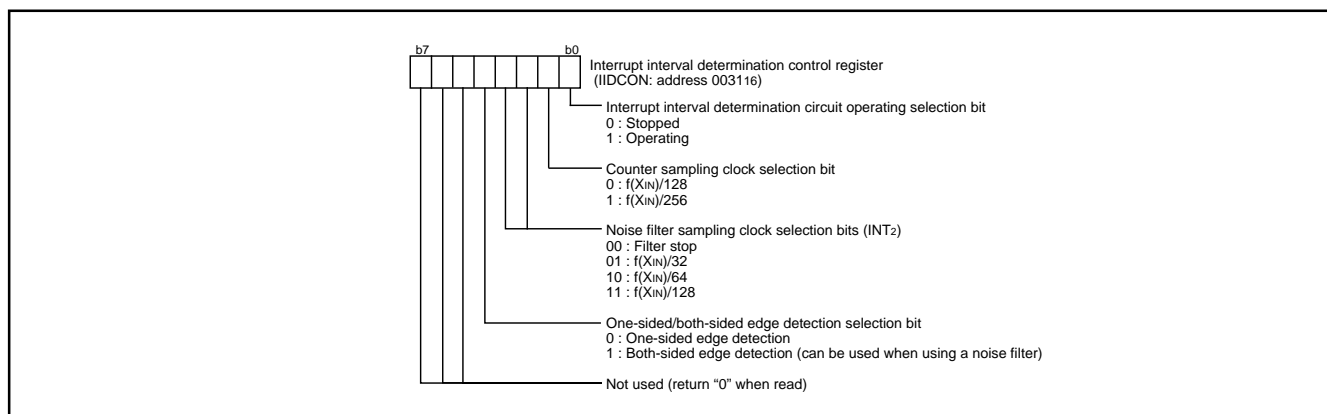 b7 b0
Interrupt interval determination control register
(IIDCON: address 003116)
Interrupt interval determination circuit operating selection bit
0 : Stopped
1 : Operating
Counter sampling clock selection bit
0 : f(XIN)/128
1 : f(XIN)/256
Noise filter sampling clock selection bits (INT2)
00 : Filter stop
01 : f(XIN)/32
10 : f(XIN)/64
11 : f(XIN)/128
One-sided/both-sided edge detection selection bit
0 : One-sided edge detection
1 : Both-sided edge detection (can be used when using a noise filter)
Not used (return “0” when read)